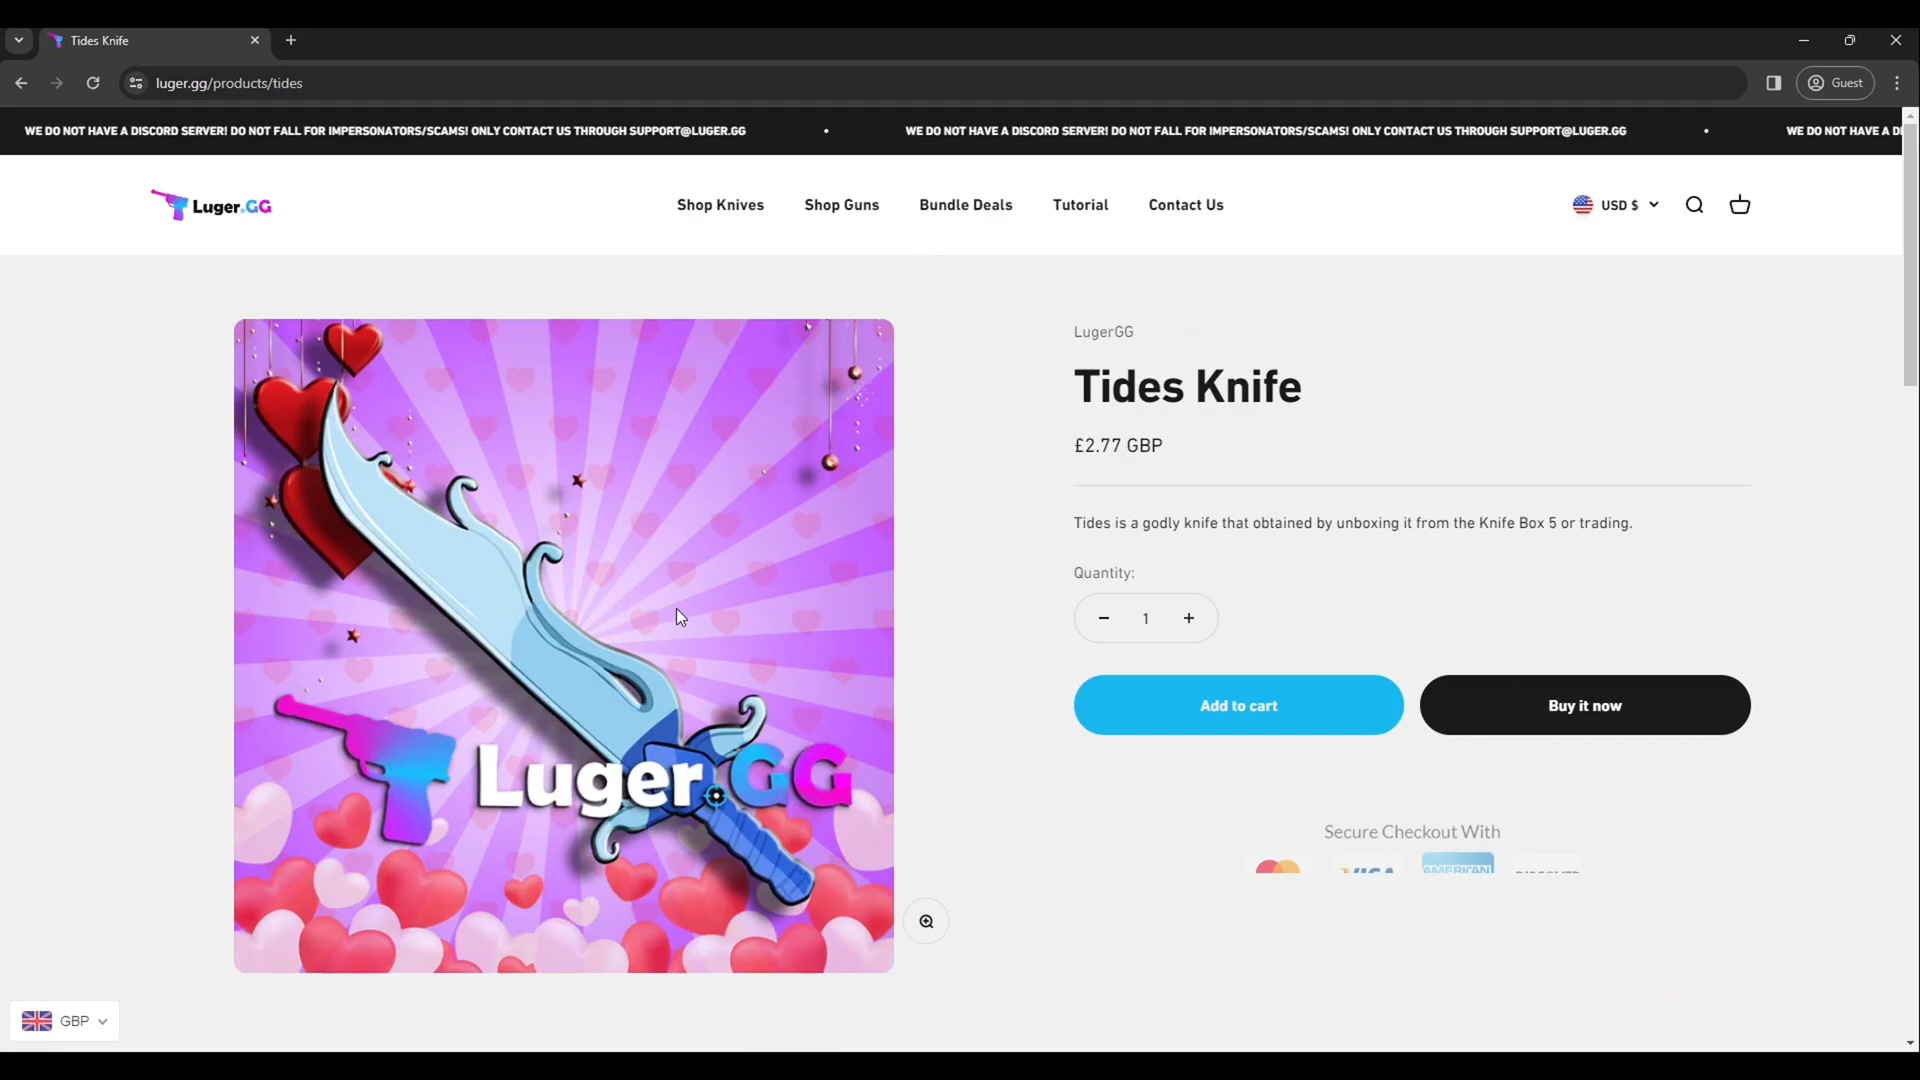 Tides Knife
luger.gg/products/tides
Guest
WE DO NOT HAVE A DISCORD SERVER! DO NOT FALL FOR IMPERSONATORS/SCAMS! ONLY CONTACT US THROUGH SUPPORT@LUGER.GG • WE DO NOT HAVE A DISCORD SERVER! DO NOT FALL FOR IMPERSONATORS/SCAMS! ONLY CONTACT US THROUGH SUPPORT@LUGER.GG • WE DO NOT HAVE A
Luger.GG
Shop Knives
Shop Guns
Bundle Deals
Tutorial
Contact Us
USD $
LugerGG
Tides Knife
£2.77 GBP
Tides is a godly knife that obtained by unboxing it from the Knife Box 5 or trading.
Quantity:
1
Add to cart
Buy it now
Luger.GG
Secure Checkout With
VISA
AMERICAN
DISCOVER
GBP